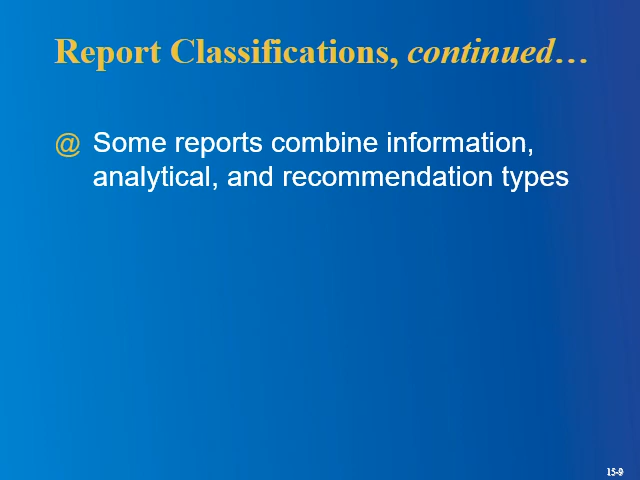 Report Classifications, continued…
@ Some reports combine information,
analytical, and recommendation types
15-9